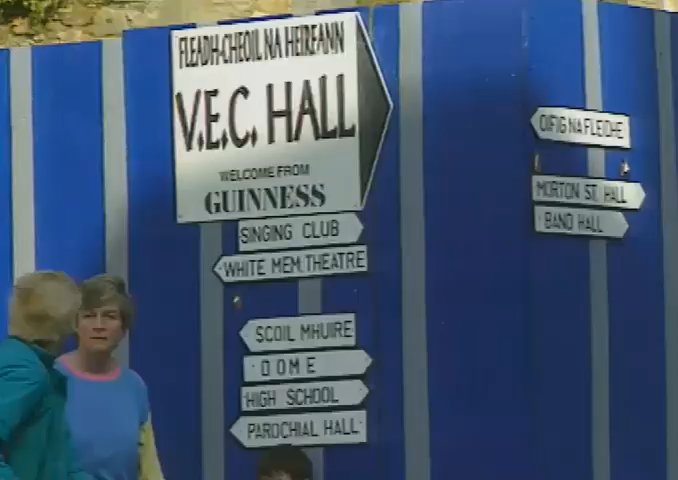 FLEADH-CHEOIL NA HEIREANN
V.E.C. HALL
WELCOME FROM
GUINNESS
SINGING CLUB
WHITE MEM. THEATRE
SCOIL MHUIRE
DOME
HIGH SCHOOL
PAROCHIAL HALL
OIFIG NA FLEIDHE
MORTON ST. HALL
BAND HALL